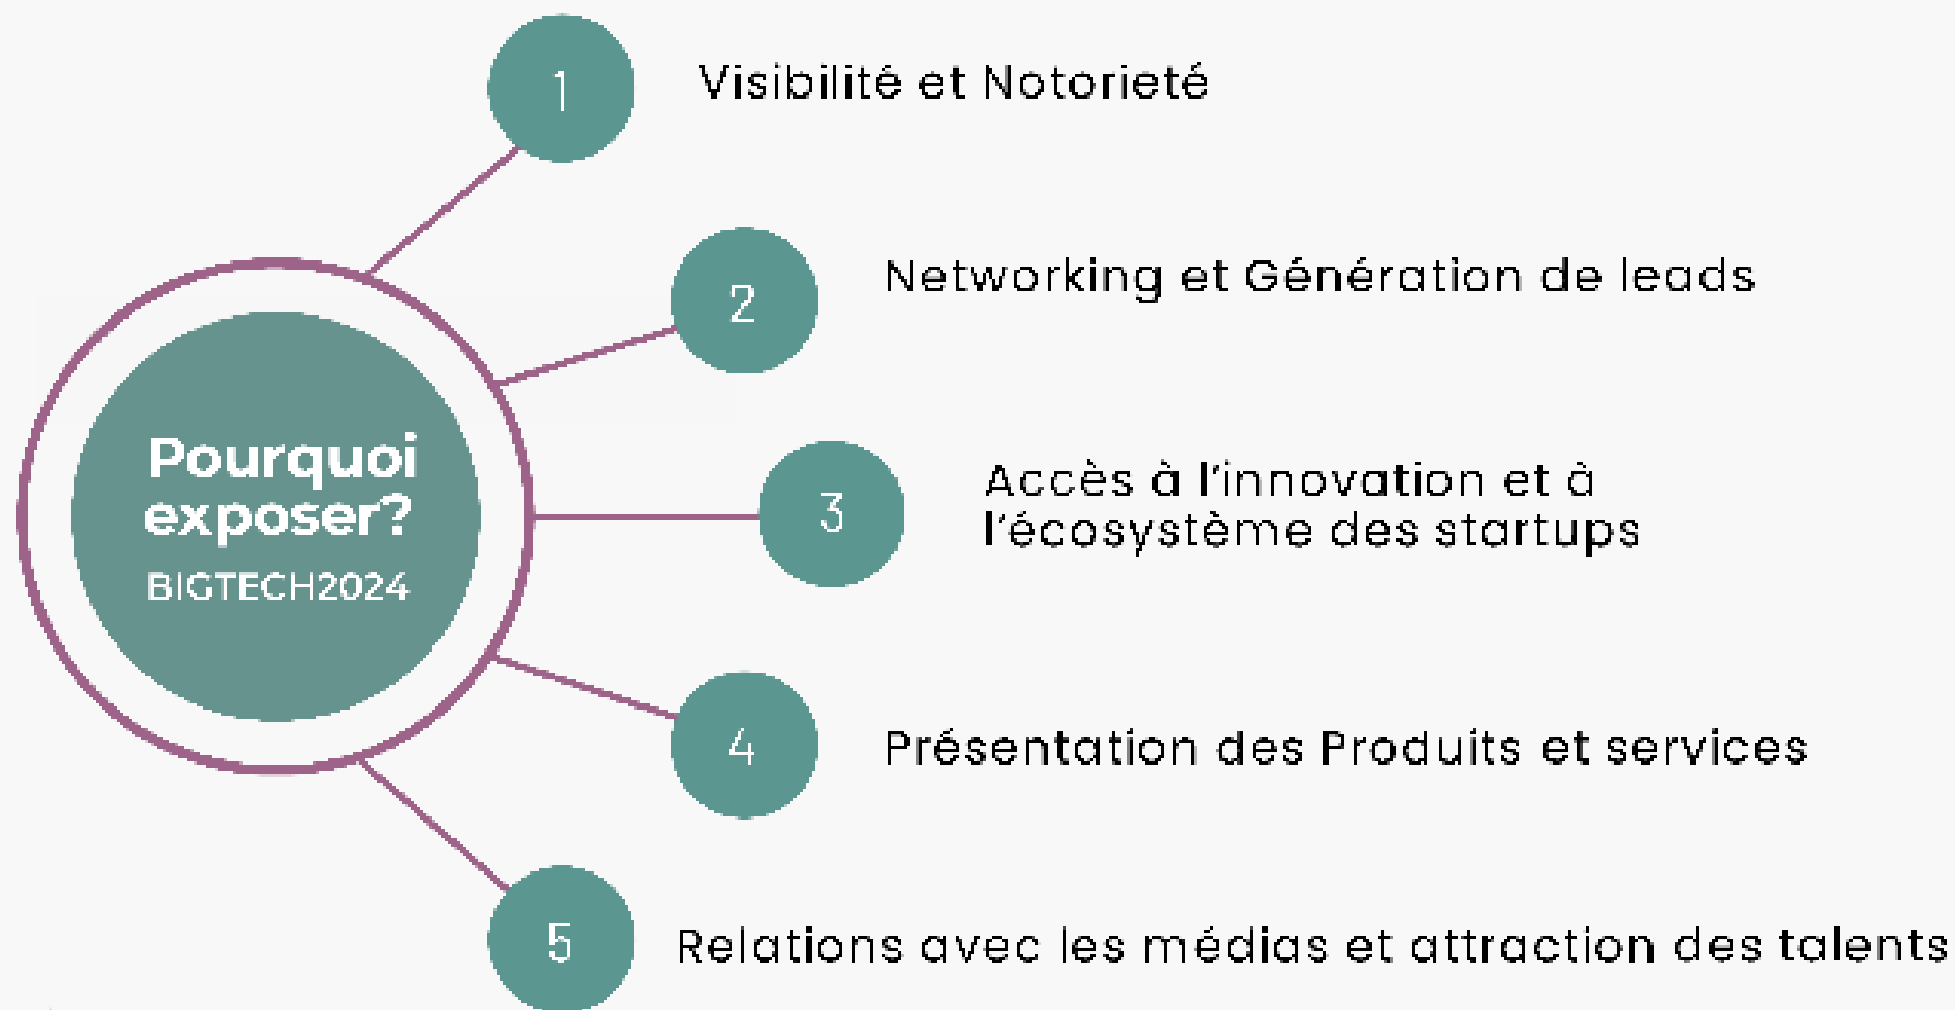 1
Visibilité et Notorieté
2
Networking et Génération de leads
Pourquoi
exposer?
BIGTECH2024
3
Accès à l'innovation et à
l'écosystème des startups
4
Présentation des Produits et services
5
Relations avec les médias et attraction des talents